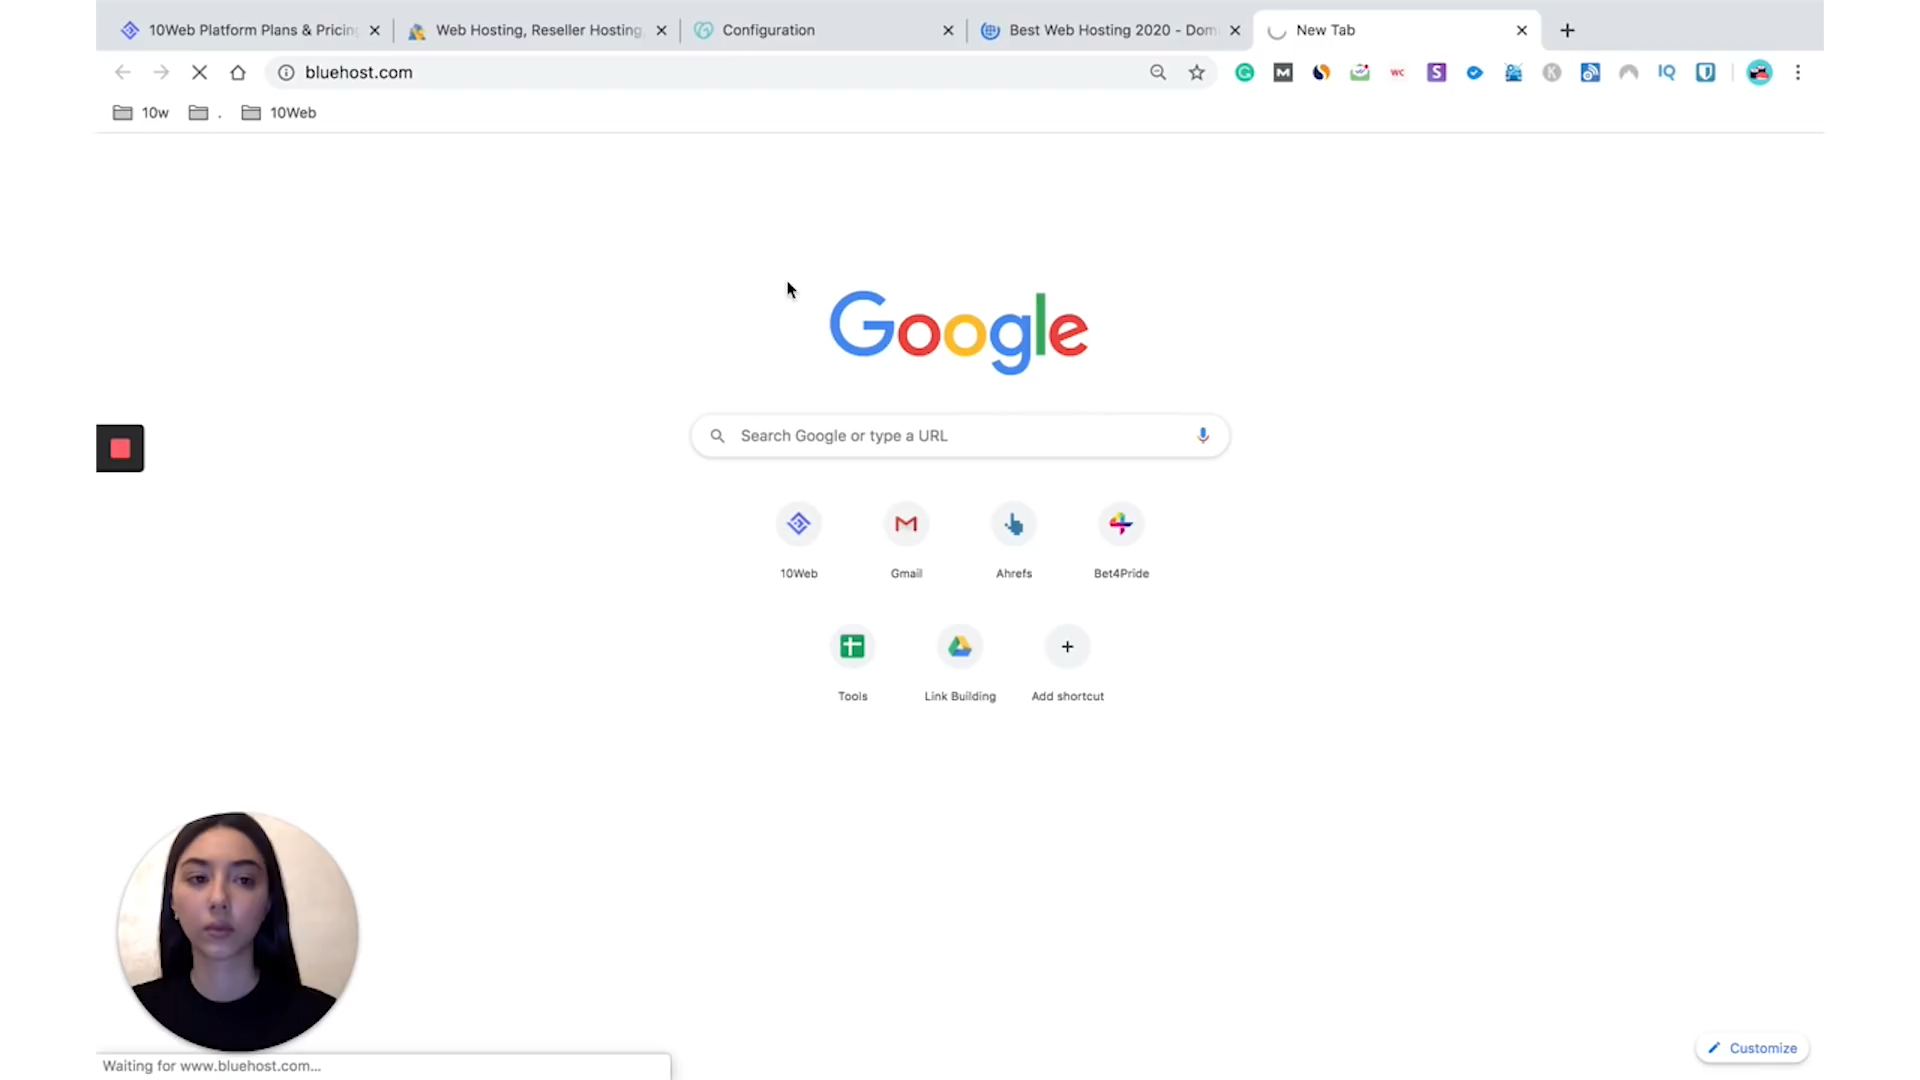 10Web Platform Plans & Pricing
Web Hosting, Reseller Hosting,
Configuration
Best Web Hosting 2020 - Dom
New Tab
bluehost.com
10w
.
10Web
Google
Search Google or type a URL
10Web
Gmail
Ahrefs
Bet4Pride
Tools
Link Building
Add shortcut
Waiting for www.bluehost.com...
Customize